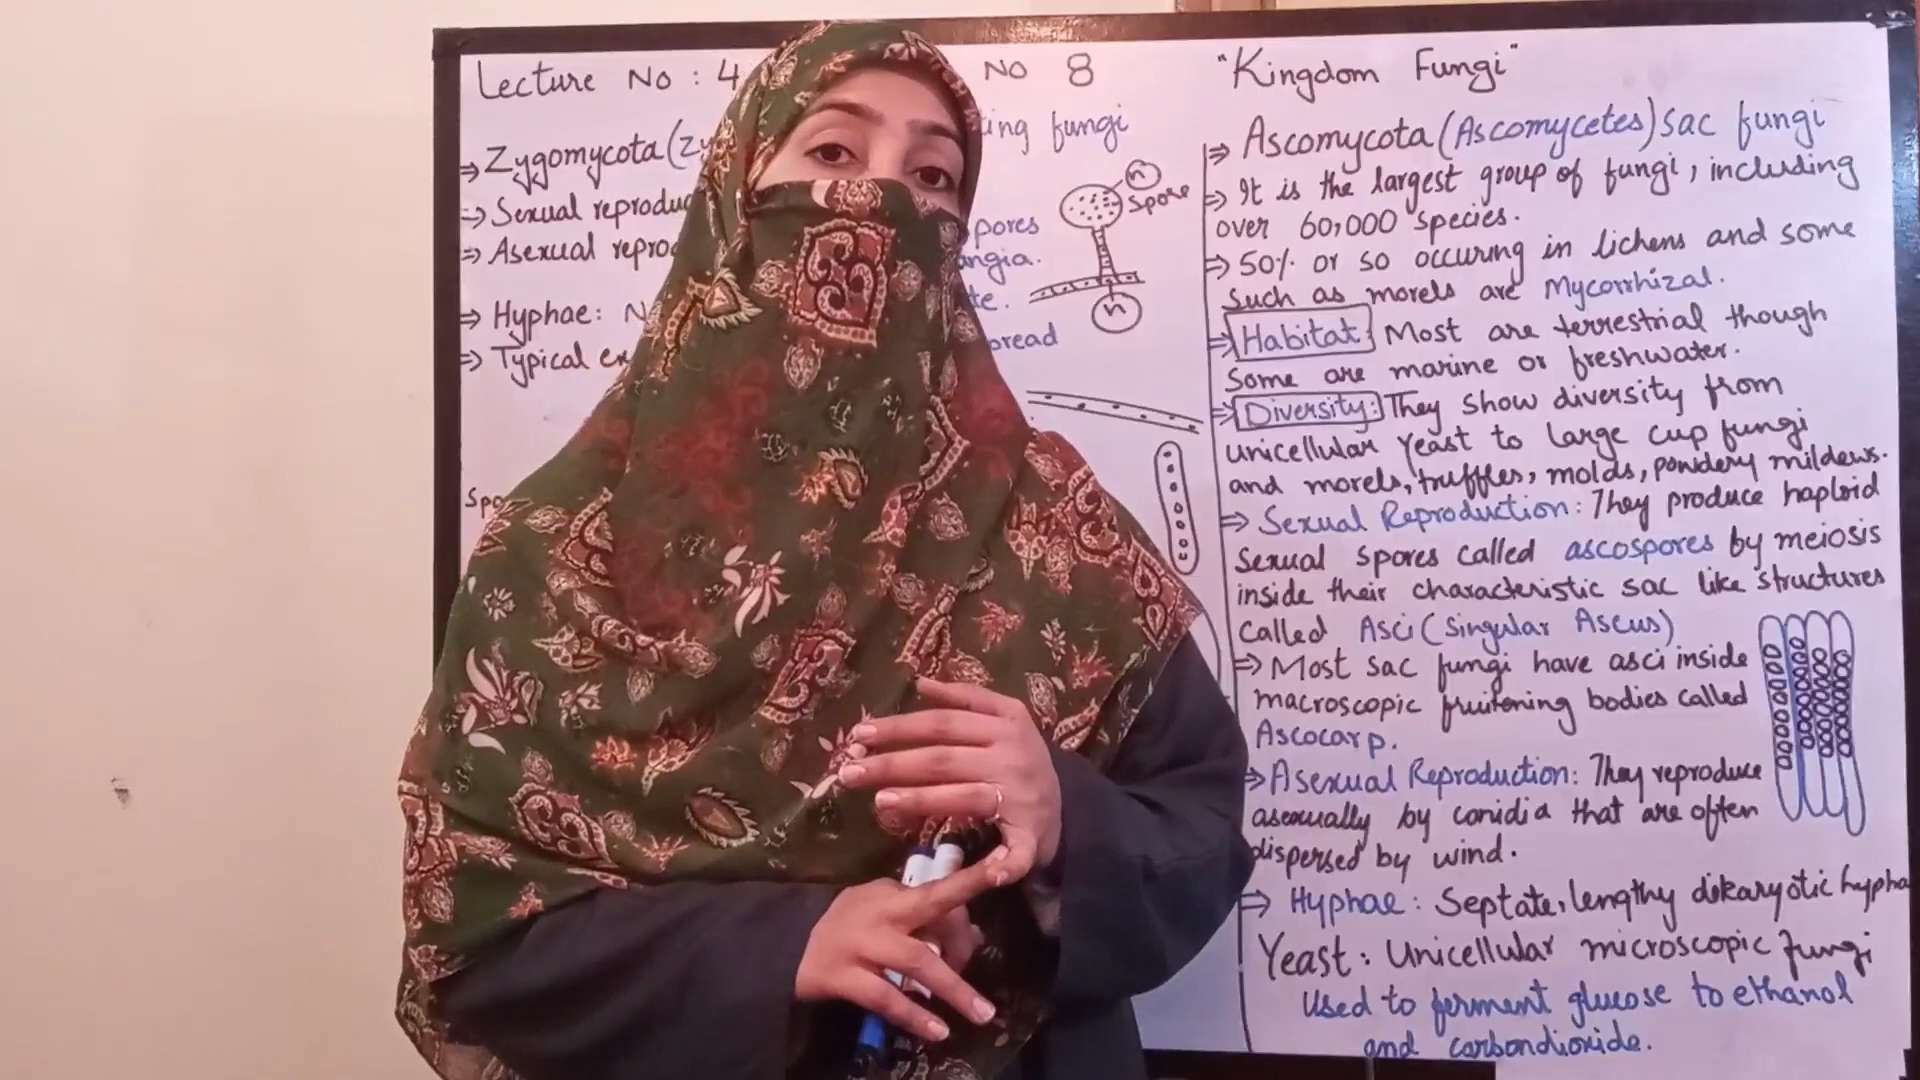 Lecture No : 4
No 8
"Kingdom Fungi"
⇒ Zygomycota (Zy
ting fungi
⇒ Sexual reproduc
⇒ Asexual repro
pores
angia.
te.
⇒ Hyphae: N
⇒ Typical ex
bread
n
Spore
n
Spo
⇒ Ascomycota (Ascomycetes) Sac fungi
⇒ It is the largest group of fungi, including
over 60,000 species.
⇒ 50% or so occuring in lichens and some
such as morels are Mycorrhizal.
⇒ Habitat: Most are terrestrial though
Some are marine or freshwater.
⇒ Diversity: They show diversity from
unicellular yeast to large cup fungi
and morels, truffles, molds, powdery mildews.
⇒ Sexual Reproduction: They produce haploid
Sexual spores called ascospores by meiosis
inside their characteristic sac like structures
called Asci (Singular Ascus)
⇒ Most sac fungi have asci inside
macroscopic fruitening bodies called
Ascocarp.
⇒ Asexual Reproduction: They reproduce
asexually by conidia that are often
dispersed by wind.
⇒ Hyphae: Septate, lengthy dikaryotic hypha
Yeast: Unicellular microscopic fungi
Used to ferment glucose to ethanol
and carbondioxide.